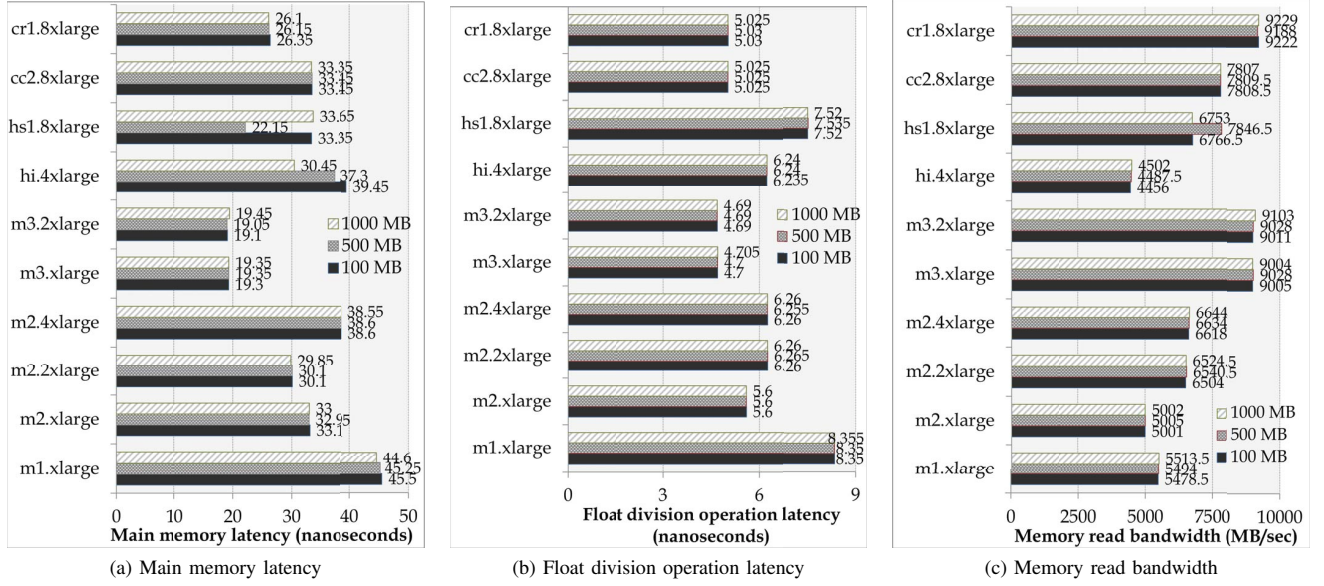 cr1.8xlarge
26.1
26.15
26.35
cc2.8xlarge
33.35
33.45
33.45
hs1.8xlarge
33.65
22.15
33.35
hi.4xlarge
30.45
37.3
39.45
m3.2xlarge
19.45
19.05
19.1
m3.xlarge
19.35
19.35
19.3
m2.4xlarge
38.55
38.6
38.6
m2.2xlarge
29.85
30.1
30.1
m2.xlarge
33
32.95
33.1
m1.xlarge
44.6
45.25
45.5
1000 MB
500 MB
100 MB
0 10 20 30 40 50
Main memory latency (nanoseconds)
(a) Main memory latency
cr1.8xlarge
5.025
5.03
5.03
cc2.8xlarge
5.025
5.025
5.025
hs1.8xlarge
7.52
7.535
7.52
hi.4xlarge
6.24
6.24
6.235
m3.2xlarge
4.69
4.69
4.69
m3.xlarge
4.705
4.7
4.7
m2.4xlarge
6.26
6.255
6.26
m2.2xlarge
6.26
6.265
6.26
m2.xlarge
5.6
5.6
5.6
m1.xlarge
8.355
8.35
8.35
1000 MB
500 MB
100 MB
0 3 6 9
Float division operation latency
(nanoseconds)
(b) Float division operation latency
cr1.8xlarge
9229
9188
9222
cc2.8xlarge
7807
7809.5
7808.5
hs1.8xlarge
6753
7846.5
6766.5
hi.4xlarge
4502
4487.5
4456
m3.2xlarge
9103
9028
9011
m3.xlarge
9004
9028
9005
m2.4xlarge
6644
6634
6618
m2.2xlarge
6524.5
6540.5
6504
m2.xlarge
5002
5005
5001
m1.xlarge
5513.5
5494
5478.5
1000 MB
500 MB
100 MB
0 2500 5000 7500 10000
Memory read bandwidth (MB/sec)
(c) Memory read bandwidth